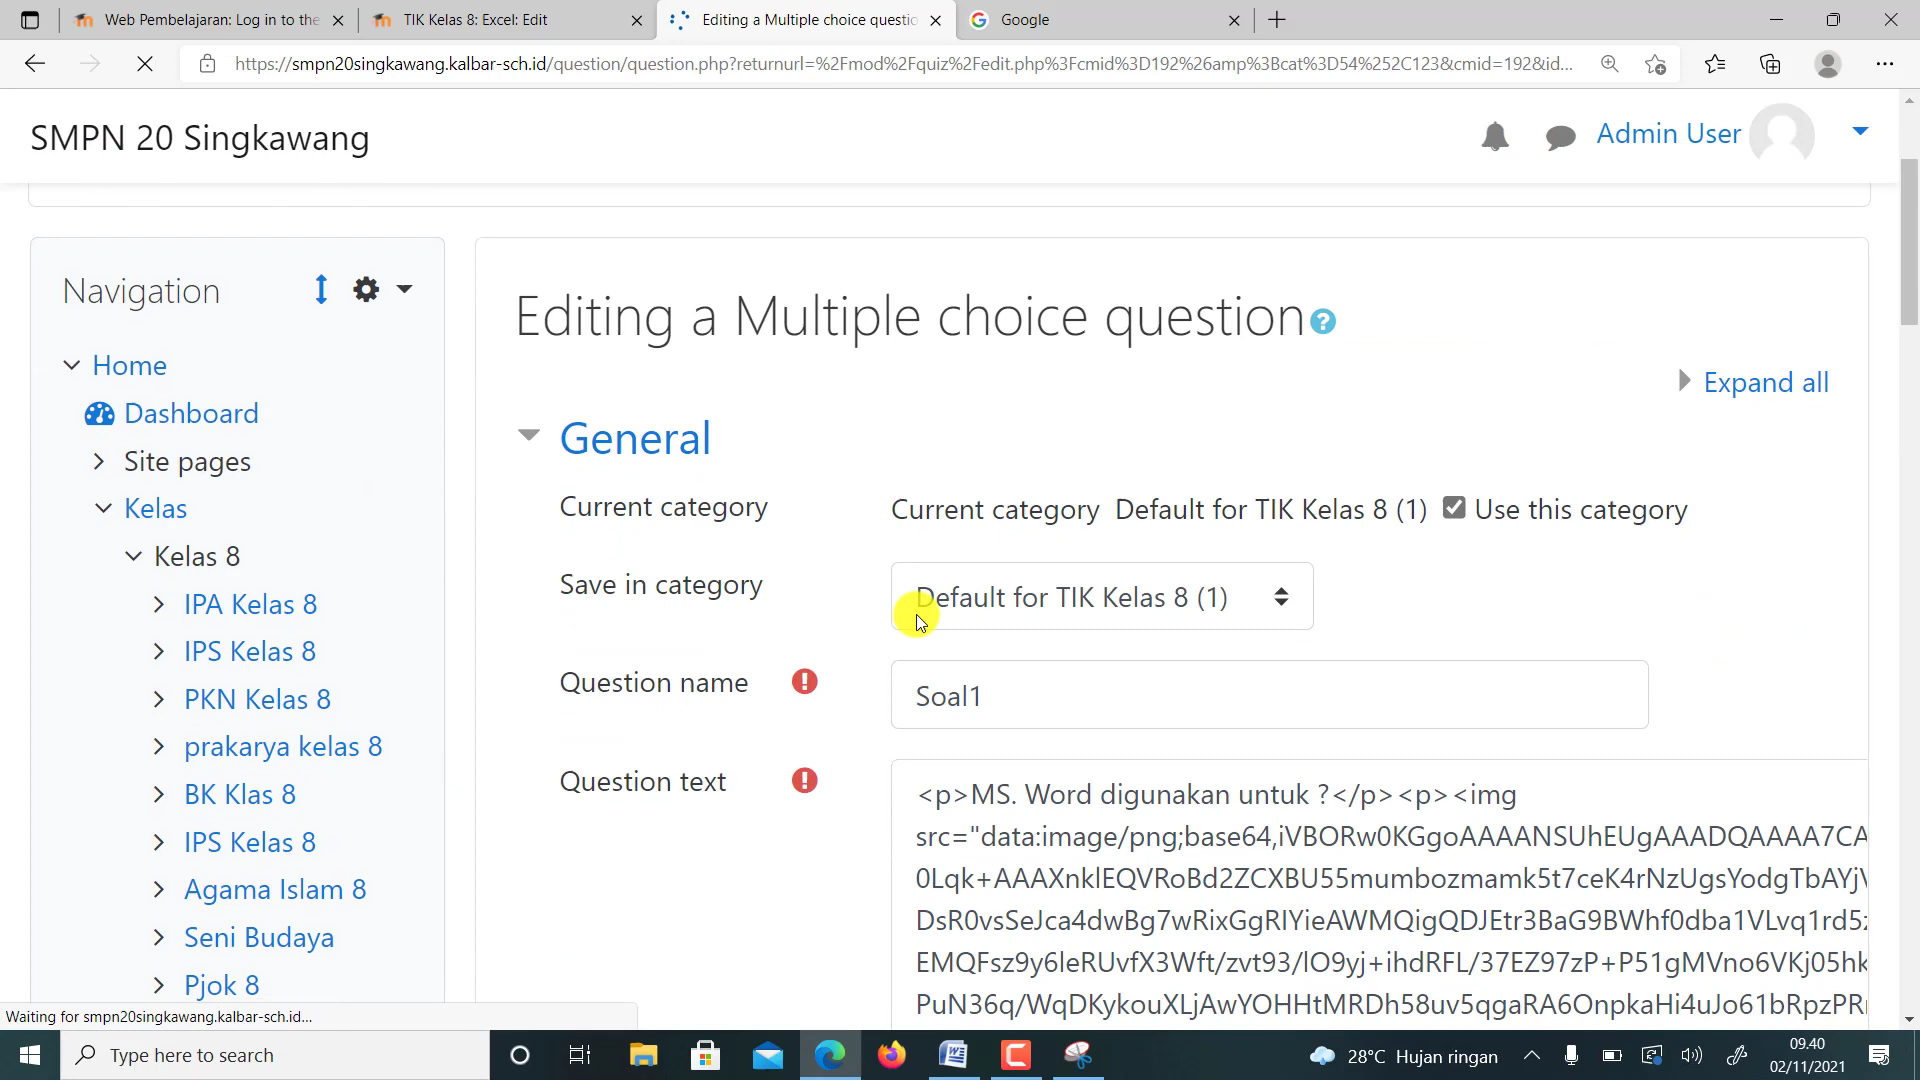 Web Pembelajaran: Log in to the
TIK Kelas 8: Excel: Edit
Editing a Multiple choice questio
Google
https://smpn20singkawang.kalbar-sch.id/question/question.php?returnurl=%2Fmod%2Fquiz%2Fedit.php%3Fcmid%3D192%26amp%3Bcat%3D54%252C123&cmid=192&id...
SMPN 20 Singkawang
Admin User
Navigation
Home
Dashboard
Site pages
Kelas
Kelas 8
IPA Kelas 8
IPS Kelas 8
PKN Kelas 8
prakarya kelas 8
BK Klas 8
IPS Kelas 8
Agama Islam 8
Seni Budaya
Pjok 8
Editing a Multiple choice question
Expand all
General
Current category
Current category Default for TIK Kelas 8 (1) Use this category
Save in category
Default for TIK Kelas 8 (1)
Question name
Soal1
Question text
<p>MS. Word digunakan untuk ?</p><p><img
src="data:image/png;base64,iVBORw0KGgoAAAANSUhEUgAAADQAAAA7CA
0Lqk+AAAXnklEQVRoBd2ZCXBU55mumbozmamk5t7ceK4rNzUgsYodgTbAYjV
DsR0vsSeJca4dwBg7wRixGgRIYieAWMQigQDJEtr3BaG9BWhf0dba1VLvq1rd5z
EMQFsz9y6leRUvfX3Wft/zvt93/lO9yj+ihdRFL/37EZ97zP+P51gMVno6VKj05hk
PuN36q/WqDKykouXLjAwYOHHtMRDh58uv5qgaRA6OnpkaHi4uJo61bRpzPR
Waiting for smpn20singkawang.kalbar-sch.id...
Type here to search
28°C Hujan ringan
09.40
02/11/2021